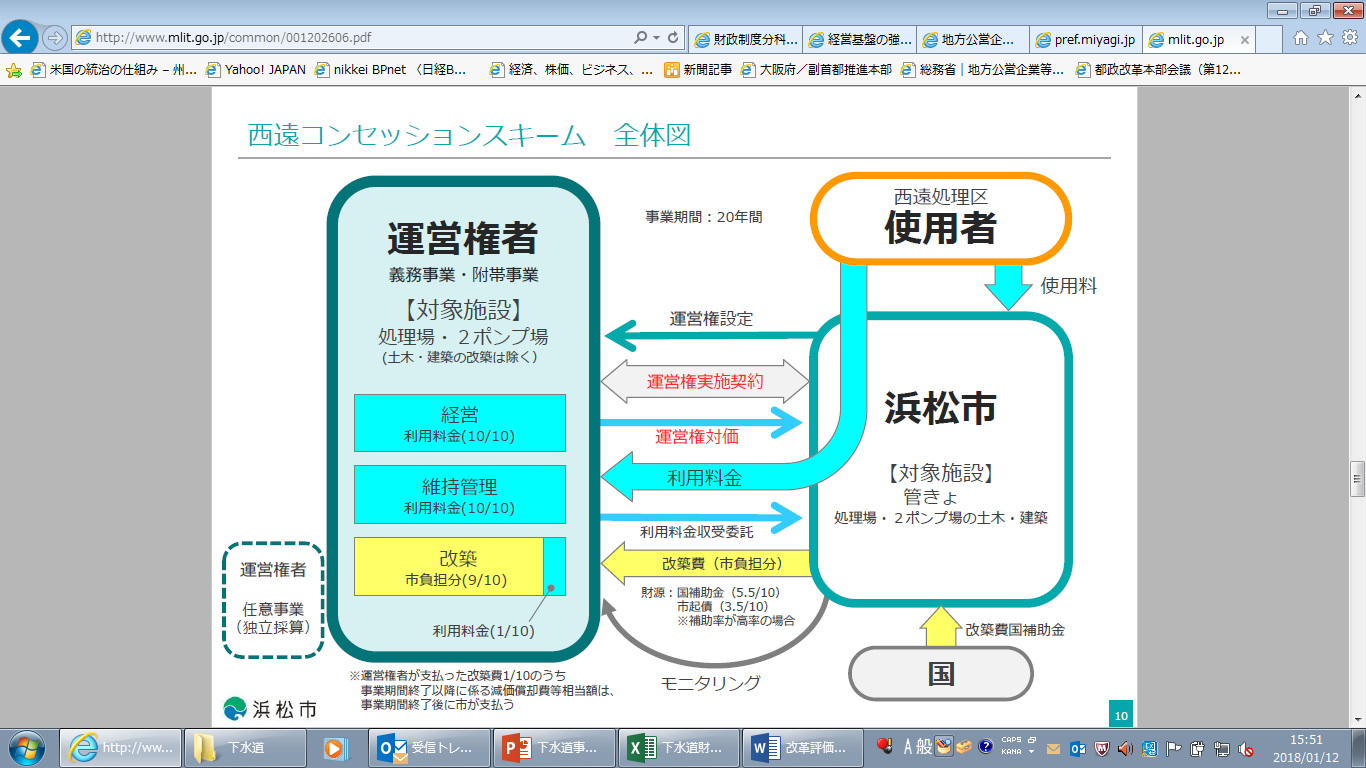 http://www.mlit.go.jp/common/001202606.pdf
財政制度分科...
経営基盤の強...
地方公営企...
pref.miyagi.jp
mlit.go.jp
米国の統治の仕組み – 州...
Yahoo! JAPAN
nikkei BPnet 〈日経B...
経済、株価、ビジネス、...
新聞記事
大阪府／副首都推進本部
総務省｜地方公営企業等...
都政改革本部会議（第12...
西遠コンセッションスキーム　全体図
運営権者
義務事業・附帯事業
【対象施設】
処理場・２ポンプ場
(土木・建築の改築は除く)
経営
利用料金(10/10)
維持管理
利用料金(10/10)
改築
市負担分(9/10)
利用料金(1/10)
運営権者
任意事業
（独立採算）
※運営権者が支払った改築費1/10のうち
事業期間終了以降に係る減価償却費等相当額は、
事業期間終了後に市が支払う
事業期間：20年間
運営権設定
運営権実施契約
運営権対価
利用料金
利用料金収受委託
改築費（市負担分）
財源：国補助金（5.5/10）
市起債（3.5/10）
※補助率が高率の場合
モニタリング
西遠処理区
使用者
使用料
浜松市
【対象施設】
管きょ
処理場・２ポンプ場の土木・建築
改築費国補助金
国
浜松市
10
http://ww...
下水道
受信トレ...
下水道事...
下水道財...
改革評価...
A 般
CAPS
KANA
15:51
2018/01/12